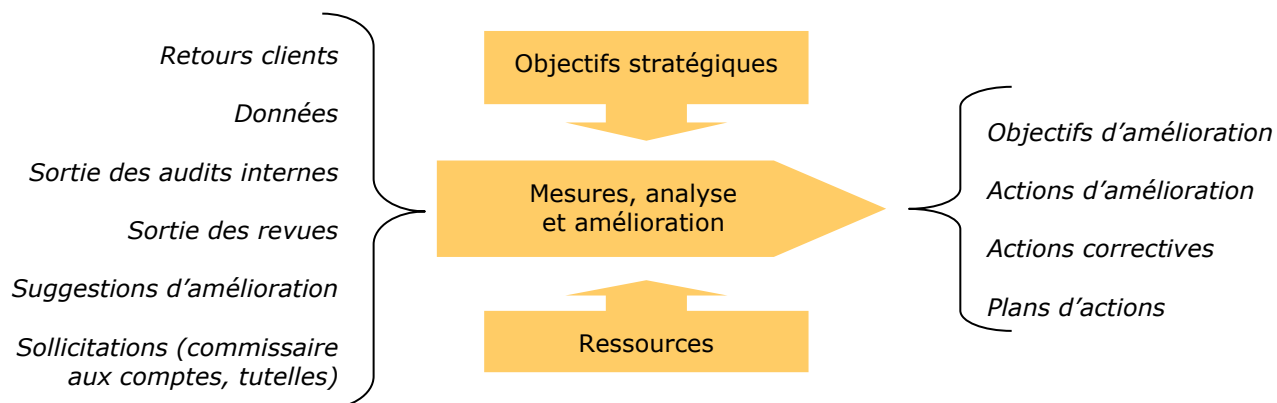 Retours clients
Données
Sortie des audits internes
Sortie des revues
Suggestions d’amélioration
Sollicitations (commissaire
aux comptes, tutelles)
Objectifs stratégiques
Mesures, analyse
et amélioration
Ressources
Objectifs d’amélioration
Actions d’amélioration
Actions correctives
Plans d’actions